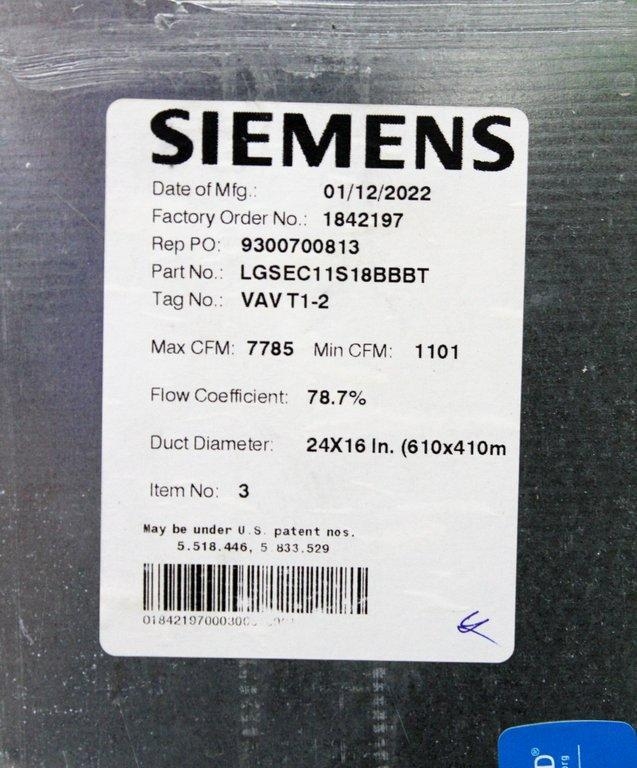 SIEMENS
Date of Mfg.: 01/12/2022
Factory Order No.: 1842197
Rep PO: 9300700813
Part No.: LGSEC11S18BBBT
Tag No.: VAV T1-2
Max CFM: 7785 Min CFM: 1101
Flow Coefficient: 78.7%
Duct Diameter: 24X16 In. (610x410m
Item No: 3
May be under U.S. patent nos.
5.518.446, 5 833.529
D®